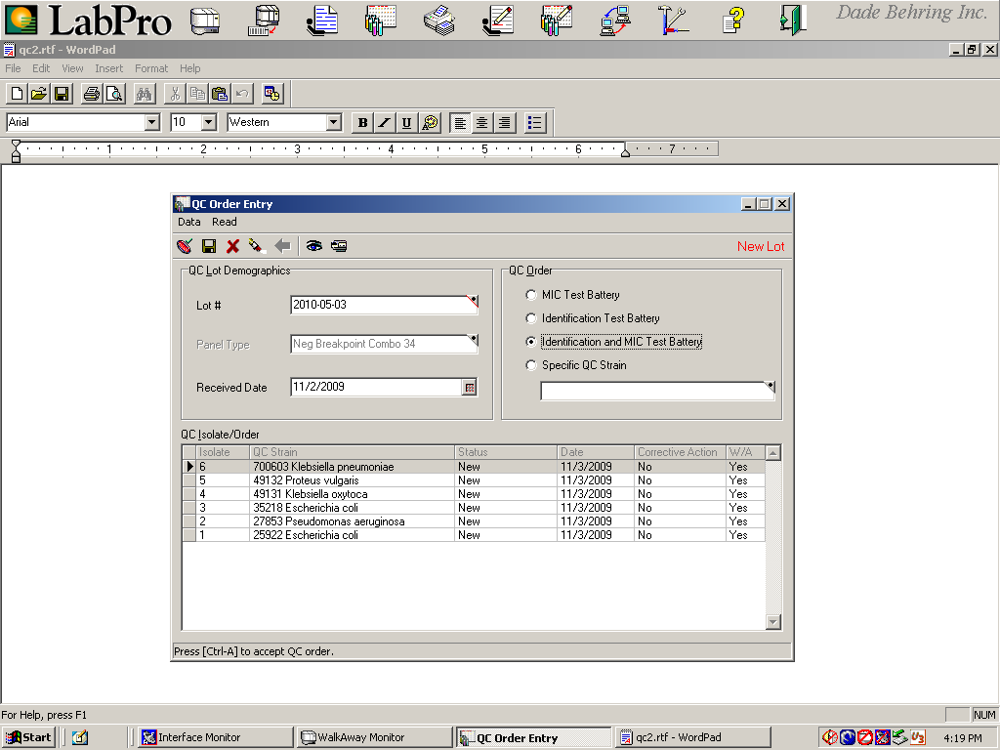 LabPro
Dade Behring Inc.
qc2.rtf - WordPad
File Edit View Insert Format Help
Arial 10 Western B I U
1 2 3 4 5 6 7
QC Order Entry
Data Read
New Lot
QC Lot Demographics
Lot # 2010-05-03
Panel Type Neg Breakpoint Combo 34
Received Date 11/2/2009
QC Order
MIC Test Battery
Identification Test Battery
Identification and MIC Test Battery
Specific QC Strain
QC Isolate/Order
Isolate QC Strain Status Date Corrective Action W/A
6 700603 Klebsiella pneumoniae New 11/3/2009 No Yes
5 49132 Proteus vulgaris New 11/3/2009 No Yes
4 49131 Klebsiella oxytoca New 11/3/2009 No Yes
3 35218 Escherichia coli New 11/3/2009 No Yes
2 27853 Pseudomonas aeruginosa New 11/3/2009 No Yes
1 25922 Escherichia coli New 11/3/2009 No Yes
Press [Ctrl-A] to accept QC order.
For Help, press F1
NUM
Start Interface Monitor WalkAway Monitor QC Order Entry qc2.rtf - WordPad 4:19 PM